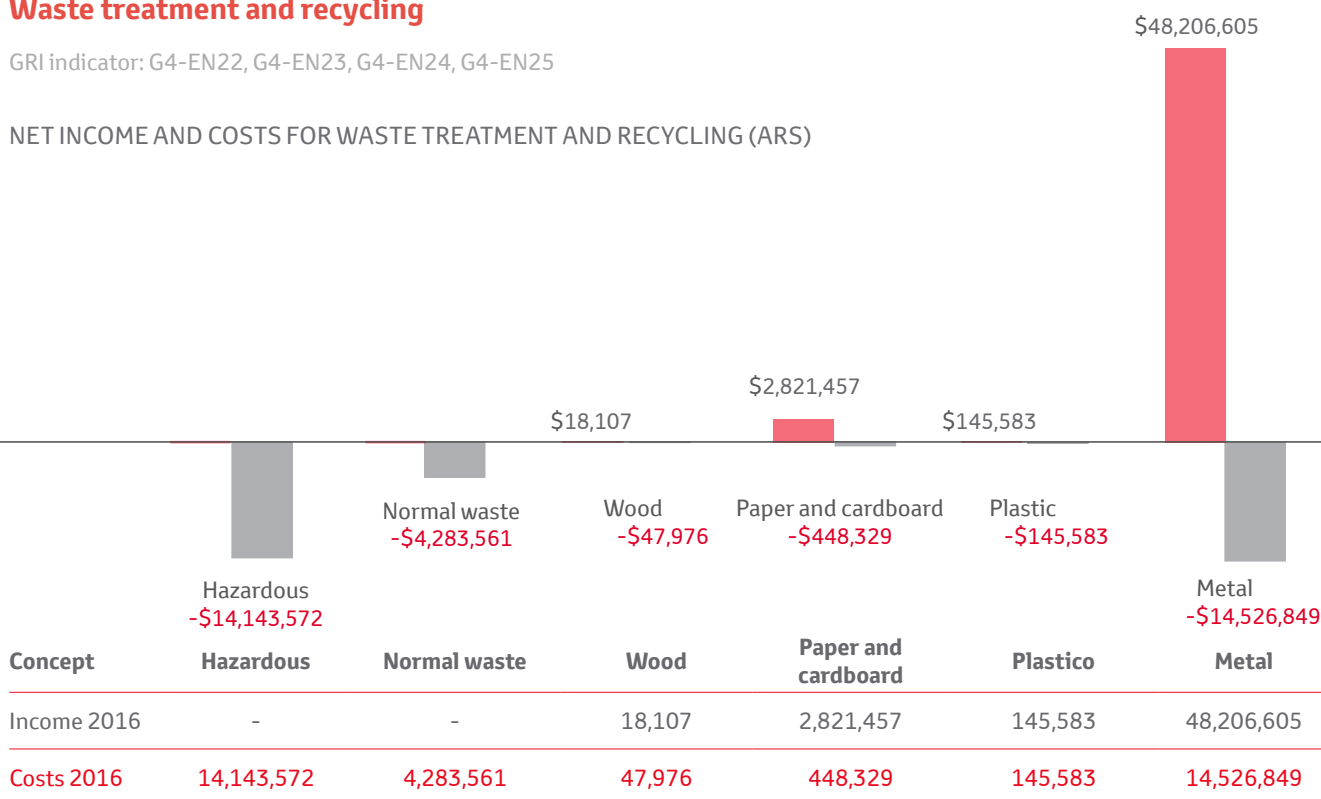 Waste treatment and recycling
GRI indicator: G4-EN22, G4-EN23, G4-EN24, G4-EN25
NET INCOME AND COSTS FOR WASTE TREATMENT AND RECYCLING (ARS)
$48,206,605
$2,821,457
$18,107
$145,583
Normal waste
-$4,283,561
Wood
-$47,976
Paper and cardboard
-$448,329
Plastic
-$145,583
Hazardous
-$14,143,572
Metal
-$14,526,849
Concept Hazardous Normal waste Wood Paper and cardboard Plastico Metal
Income 2016 - - 18,107 2,821,457 145,583 48,206,605
Costs 2016 14,143,572 4,283,561 47,976 448,329 145,583 14,526,849